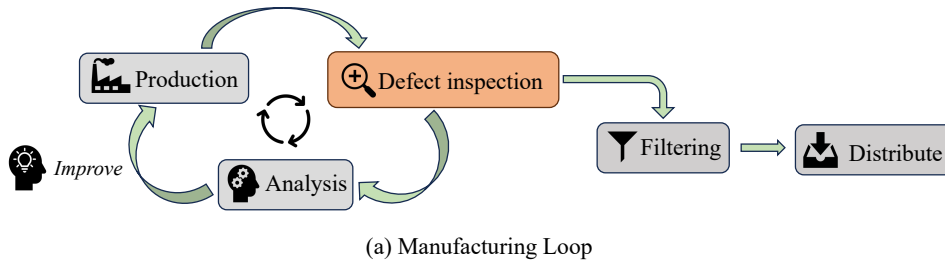 Production
Defect inspection
Filtering
Distribute
Improve
Analysis
(a) Manufacturing Loop